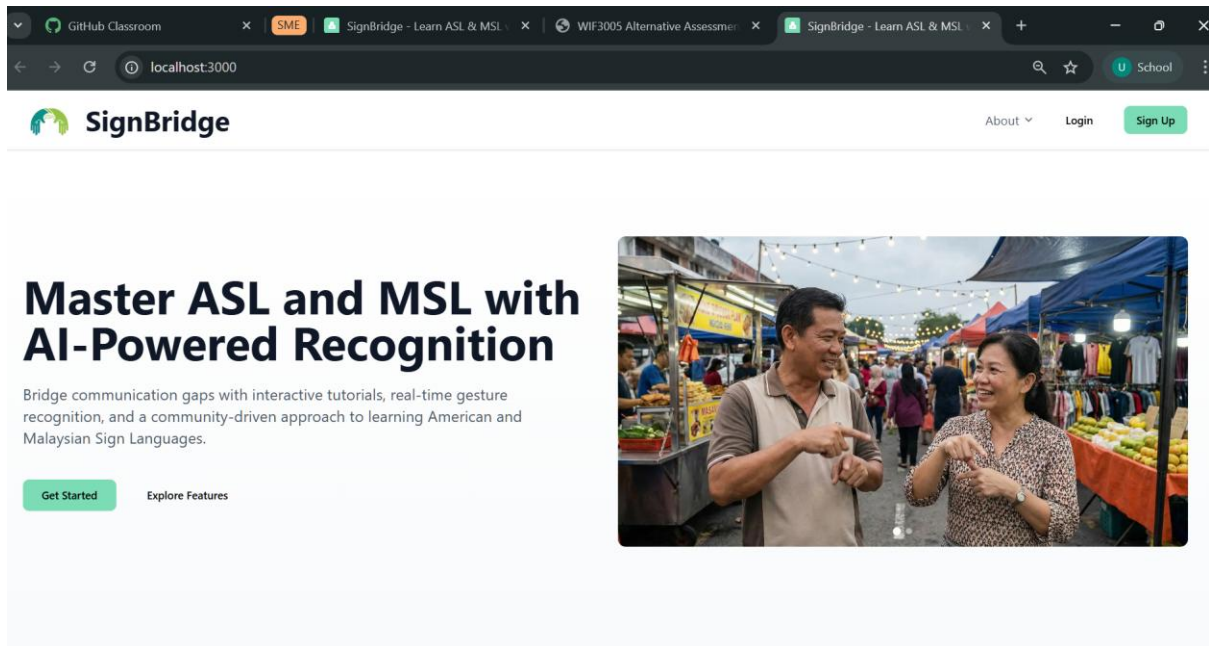 GitHub Classroom
SME
SignBridge - Learn ASL & MSL
WIF3005 Alternative Assessmen
SignBridge - Learn ASL & MSL
localhost:3000
U School
SignBridge
About
Login
Sign Up
Master ASL and MSL with
AI-Powered Recognition
Bridge communication gaps with interactive tutorials, real-time gesture
recognition, and a community-driven approach to learning American and
Malaysian Sign Languages.
Get Started
Explore Features